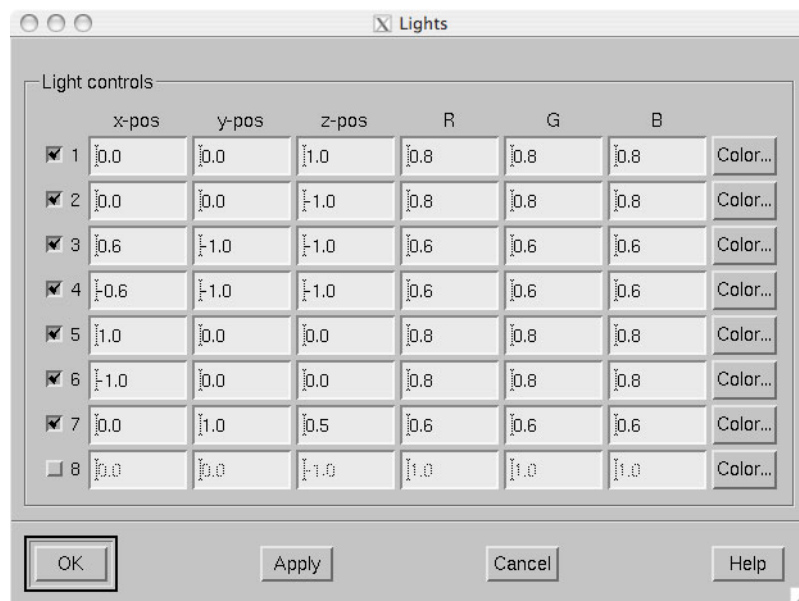 X Lights
Light controls
x-pos y-pos z-pos R G B
1 0.0 0.0 1.0 0.8 0.8 0.8 Color...
2 0.0 0.0 -1.0 0.8 0.8 0.8 Color...
3 0.6 -1.0 -1.0 0.6 0.6 0.6 Color...
4 -0.6 -1.0 -1.0 0.6 0.6 0.6 Color...
5 1.0 0.0 0.0 0.8 0.8 0.8 Color...
6 -1.0 0.0 0.0 0.8 0.8 0.8 Color...
7 0.0 1.0 0.5 0.6 0.6 0.6 Color...
8 0.0 0.0 -1.0 1.0 1.0 1.0 Color...
OK Apply Cancel Help